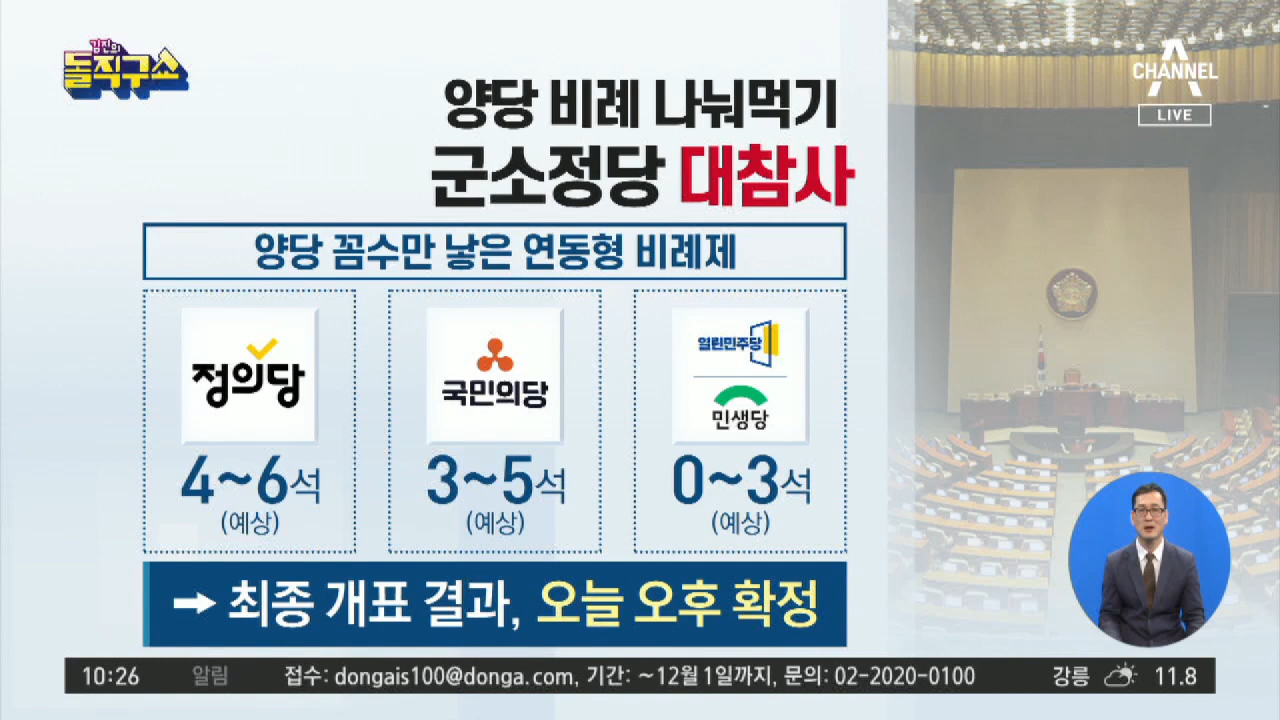 김진의
돌직구쇼
CHANNEL A
LIVE
양당 비례 나눠먹기
군소정당 대참사
양당 꼼수만 낳은 연동형 비례제
정의당
4~6석
(예상)
국민의당
3~5석
(예상)
열린민주당
민생당
0~3석
(예상)
→ 최종 개표 결과, 오늘 오후 확정
10:26 알림 접수: dongais100@donga.com, 기간: ~12월 1일까지, 문의: 02-2020-0100 강릉 11.8